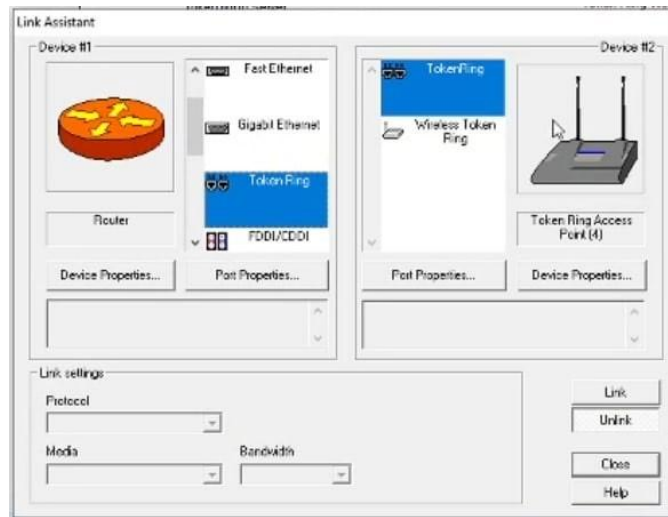 Link Assistant
Device #1
Device #2
Fast Ethernet
Gigabit Ethernet
Token Ring
FDDI/CDDI
TokenRing
Wireless Token
Ring
Router
Token Ring Access
Point (4)
Device Properties...
Port Properties...
Port Properties...
Device Properties...
Link settings
Protocol
Media
Bandwidth
Link
Unlink
Close
Help